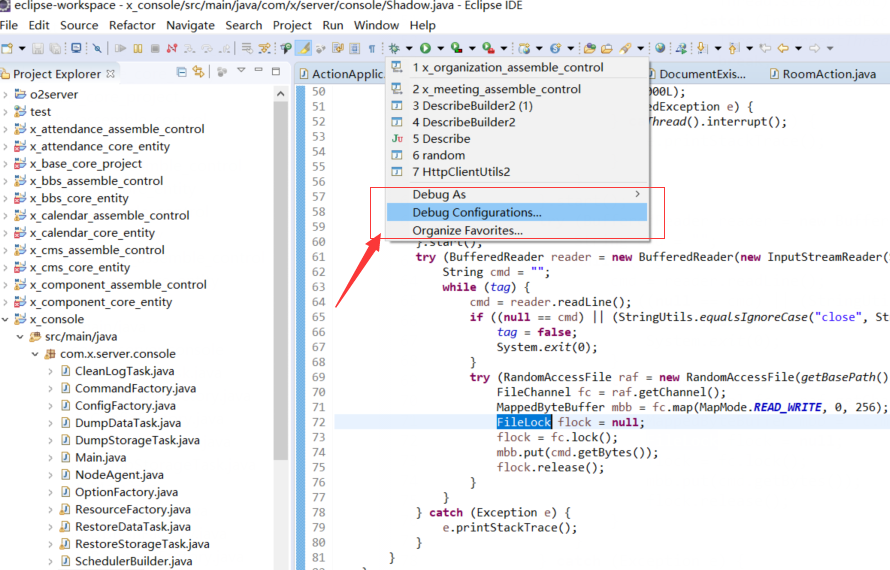 eclipse-workspace - x_console/src/main/java/com/x/server/console/Shadow.java - Eclipse IDE
File Edit Source Refactor Navigate Search Project Run Window Help
Project Explorer
ActionApplic...
DocumentExis...
RoomAction.java
o2server
test
x_attendance_assemble_control
x_attendance_core_entity
x_base_core_project
x_bbs_assemble_control
x_bbs_core_entity
x_calendar_assemble_control
x_calendar_core_entity
x_cms_assemble_control
x_cms_core_entity
x_component_assemble_control
x_component_core_entity
x_console
src/main/java
com.x.server.console
CleanLogTask.java
CommandFactory.java
ConfigFactory.java
DumpDataTask.java
DumpStorageTask.java
Main.java
NodeAgent.java
OptionFactory.java
ResourceFactory.java
RestoreDataTask.java
RestoreStorageTask.java
SchedulerBuilder.java
1 x_organization_assemble_control
2 x_meeting_assemble_control
3 DescribeBuilder2 (1)
4 DescribeBuilder2
5 Describe
6 random
7 HttpClientUtils2
Debug As
Debug Configurations...
Organize Favorites...
50 000L);
51 edException e) {
52 Thread().interrupt();
53
54
55
56
57
58
59
60 }.start();
61 try (BufferedReader reader = new BufferedReader(new InputStreamReader(
62 String cmd = "";
63 while (tag) {
64 cmd = reader.readLine();
65 if ((null == cmd) || (StringUtils.equalsIgnoreCase("close", St
66 tag = false;
67 System.exit(0);
68 }
69 try (RandomAccessFile raf = new RandomAccessFile(getBasePath()
70 FileChannel fc = raf.getChannel();
71 MappedByteBuffer mbb = fc.map(MapMode.READ_WRITE, 0, 256);
72 FileLock flock = null;
73 flock = fc.lock();
74 mbb.put(cmd.getBytes());
75 flock.release();
76 }
77 }
78 } catch (Exception e) {
79 e.printStackTrace();
80 }
81 }